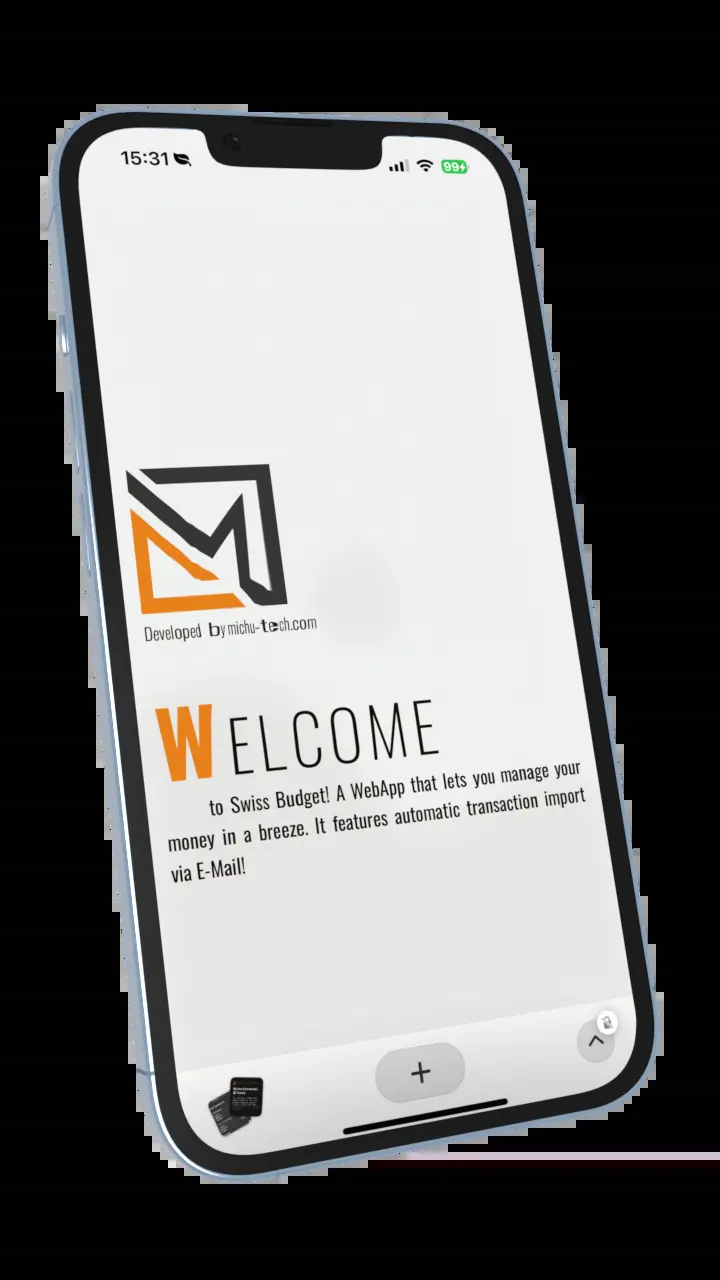 15:31
99
Developed by michu-tech.com
WELCOME
to Swiss Budget! A WebApp that lets you manage your
money in a breeze. It features automatic transaction import
via E-Mail!
+